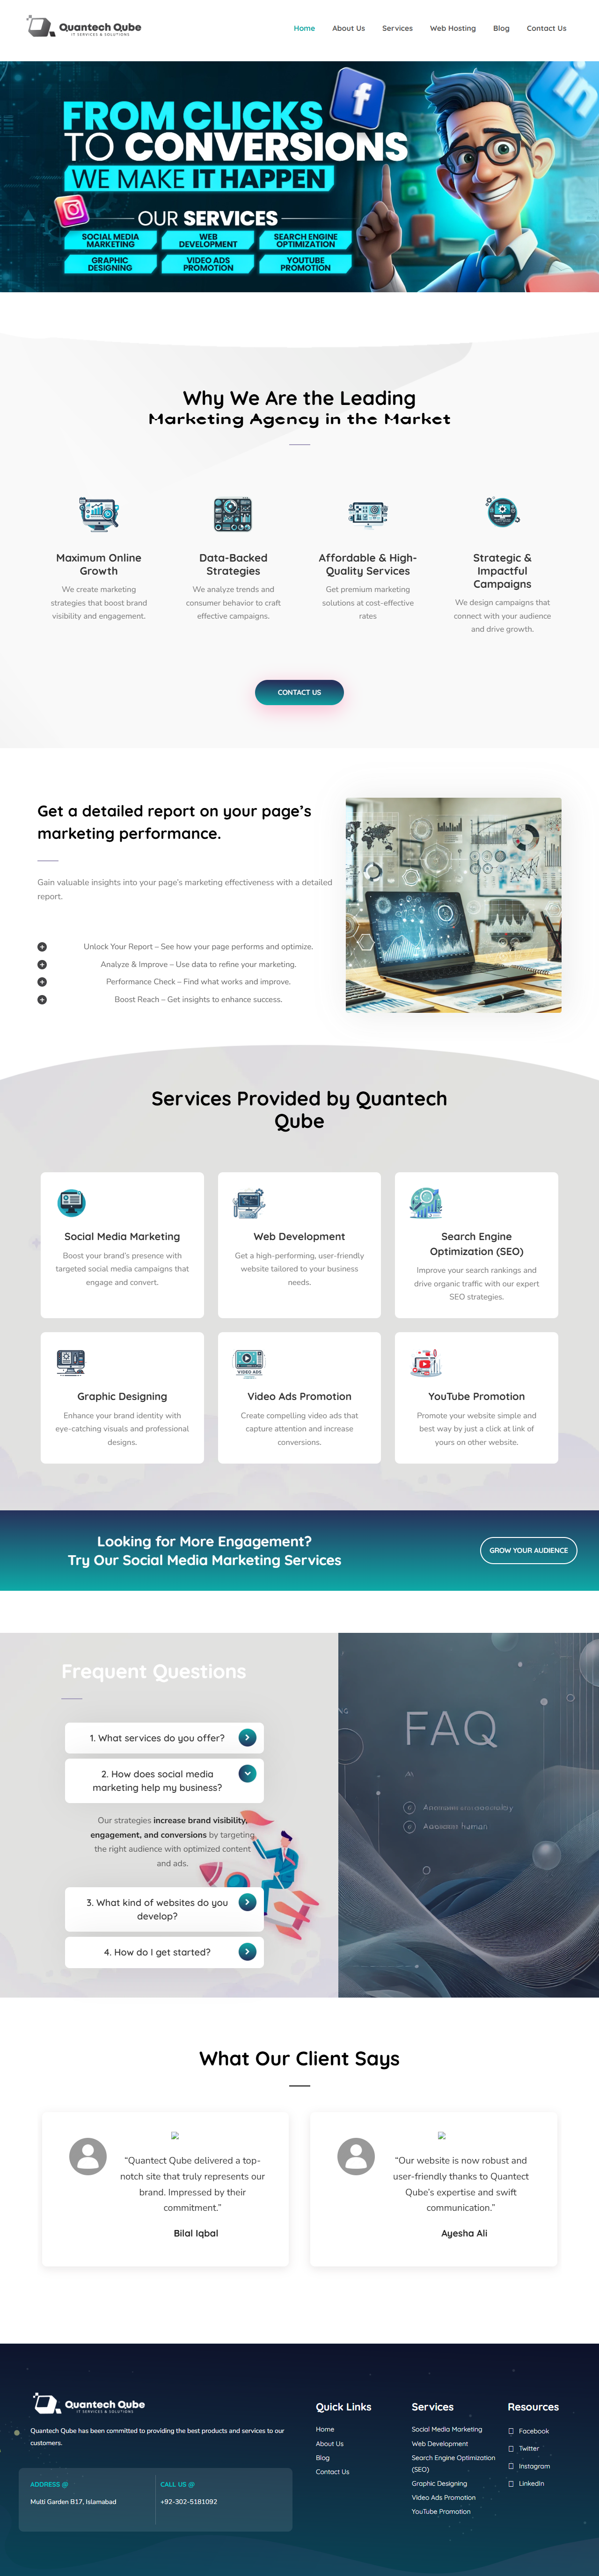 Quantech Qube
IT SERVICES & SOLUTIONS
Home
About Us
Services
Web Hosting
Blog
Contact Us
FROM CLICKS
TO CONVERSIONS
WE MAKE IT HAPPEN
OUR SERVICES
SOCIAL MEDIA
MARKETING
WEB
DEVELOPMENT
SEARCH ENGINE
OPTIMIZATION
GRAPHIC
DESIGNING
VIDEO ADS
PROMOTION
YOUTUBE
PROMOTION
Why We Are the Leading
Marketing Agency in the Market
Maximum Online
Growth
We create marketing
strategies that boost brand
visibility and engagement.
Data-Backed
Strategies
We analyze trends and
consumer behavior to craft
effective campaigns.
Affordable & High-
Quality Services
Get premium marketing
solutions at cost-effective
rates
Strategic &
Impactful
Campaigns
We design campaigns that
connect with your audience
and drive growth.
CONTACT US
Get a detailed report on your page's
marketing performance.
Gain valuable insights into your page's marketing effectiveness with a detailed
report.
Unlock Your Report – See how your page performs and optimize.
Analyze & Improve – Use data to refine your marketing.
Performance Check – Find what works and improve.
Boost Reach – Get insights to enhance success.
Services Provided by Quantech
Qube
Social Media Marketing
Boost your brand's presence with
targeted social media campaigns that
engage and convert.
Web Development
Get a high-performing, user-friendly
website tailored to your business
needs.
Search Engine
Optimization (SEO)
Improve your search rankings and
drive organic traffic with our expert
SEO strategies.
Graphic Designing
Enhance your brand identity with
eye-catching visuals and professional
designs.
VIDEO ADS
Video Ads Promotion
Create compelling video ads that
capture attention and increase
conversions.
YouTube Promotion
Promote your website simple and
best way by just a click at link of
yours on other website.
Looking for More Engagement?
Try Our Social Media Marketing Services
GROW YOUR AUDIENCE
Frequent Questions
1. What services do you offer?
2. How does social media
marketing help my business?
Our strategies increase brand visibility,
engagement, and conversions by targeting
the right audience with optimized content
and ads.
3. What kind of websites do you
develop?
4. How do I get started?
FAQ
What Our Client Says
“Quantect Qube delivered a top-
notch site that truly represents our
brand. Impressed by their
commitment.”
Bilal Iqbal
“Our website is now robust and
user-friendly thanks to Quantect
Qube's expertise and swift
communication.”
Ayesha Ali
Quantech Qube
IT SERVICES & SOLUTIONS
Quantech Qube has been committed to providing the best products and services to our
customers.
ADDRESS @
Multi Garden B17, Islamabad
CALL US @
+92-302-5181092
Quick Links
Home
About Us
Blog
Contact Us
Services
Social Media Marketing
Web Development
Search Engine Optimization
(SEO)
Graphic Designing
Video Ads Promotion
YouTube Promotion
Resources
Facebook
Twitter
Instagram
LinkedIn